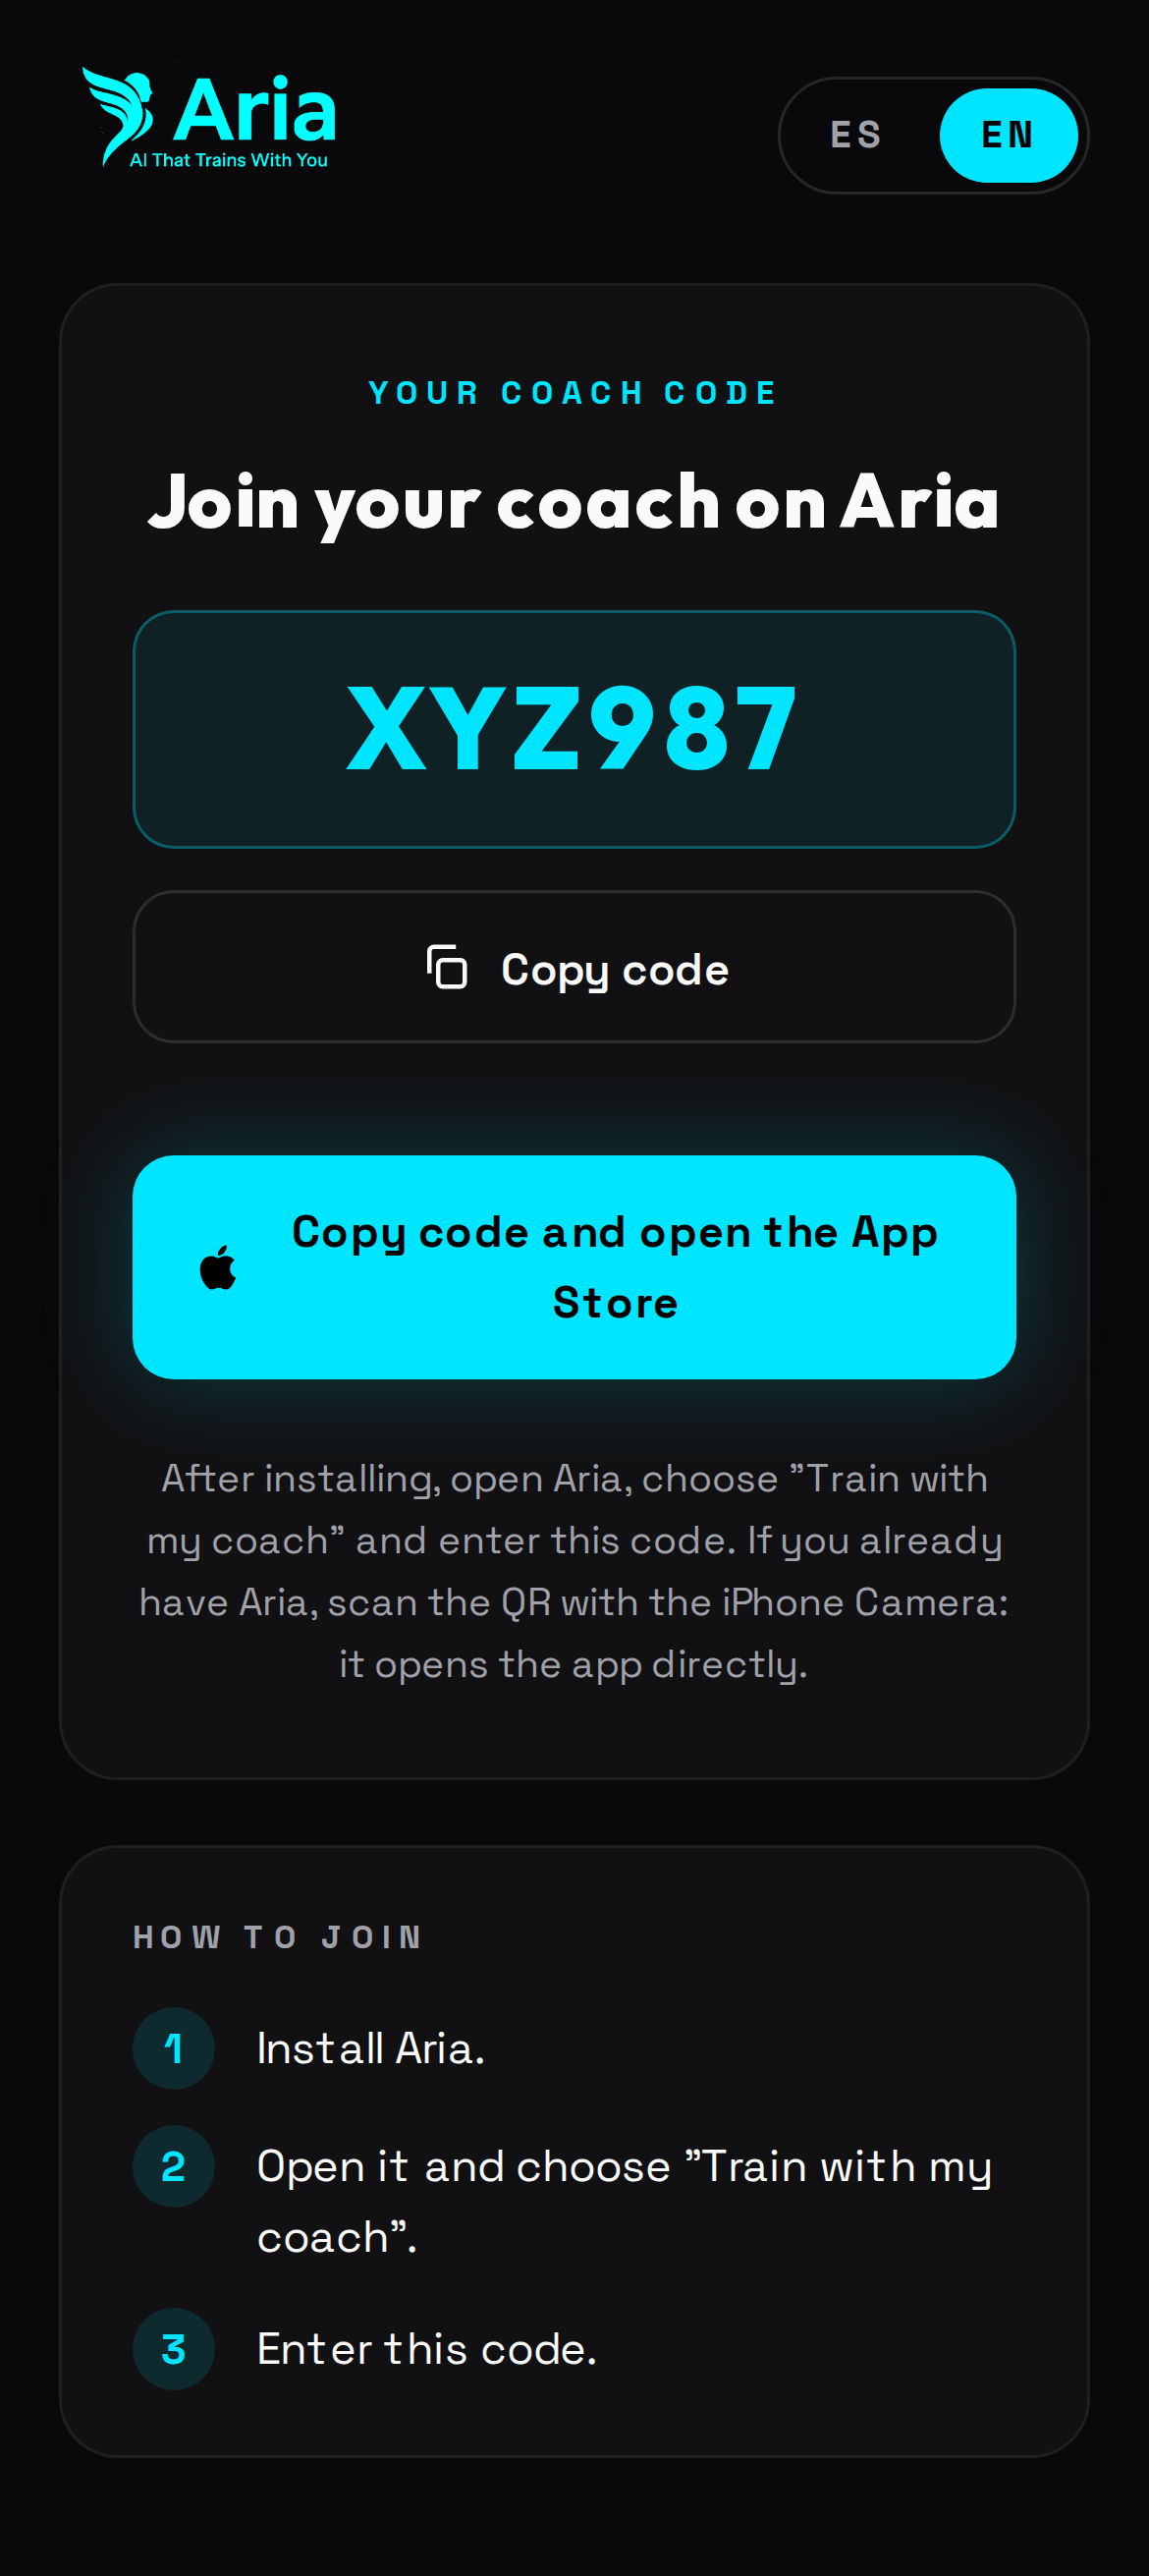 Aria
AI That Trains With You
ES EN
YOUR COACH CODE
Join your coach on Aria
XYZ987
Copy code
Copy code and open the App
Store
After installing, open Aria, choose ”Train with
my coach” and enter this code. If you already
have Aria, scan the QR with the iPhone Camera:
it opens the app directly.
HOW TO JOIN
1 Install Aria.
2 Open it and choose ”Train with my
coach”.
3 Enter this code.